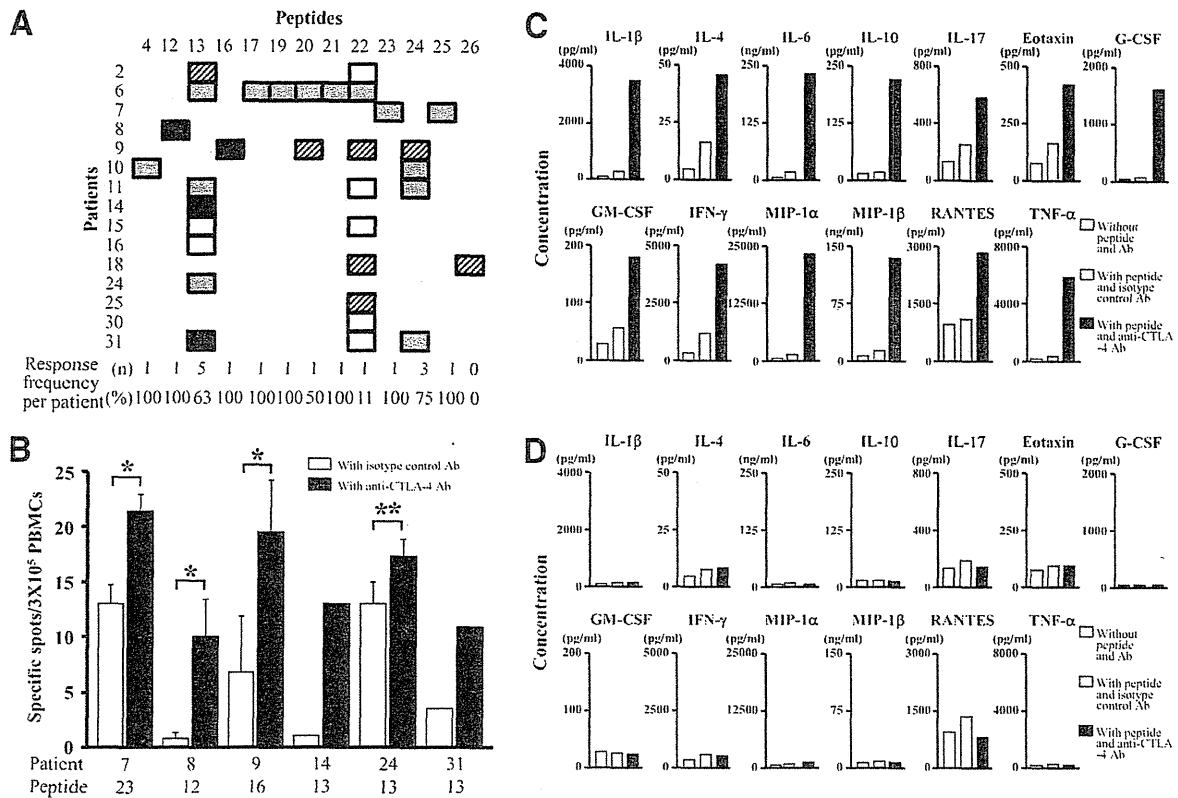 A
Peptides
4 12 13 16 17 19 20 21 22 23 24 25 26
Patients
2
6
7
8
9
10
11
14
15
16
18
24
25
30
31
Response frequency per patient
(n) 1 1 5 1 1 1 1 1 1 1 3 1 0
(%) 100 100 63 100 100 100 50 100 11 100 75 100 0
B
Specific spots/3X10⁵ PBMCs
25
20
15
10
5
0
With isotype control Ab
With anti-CTLA-4 Ab
* * * **
Patient 7 8 9 14 24 31
Peptide 23 12 16 13 13 13
C
Concentration
IL-1β IL-4 IL-6 IL-10 IL-17 Eotaxin G-CSF
(pg/ml) (pg/ml) (ng/ml) (pg/ml) (pg/ml) (pg/ml) (pg/ml)
4000 50 250 250 800 500 2000
2000 25 125 125 400 250 1000
0 0 0 0 0 0 0
GM-CSF IFN-γ MIP-1α MIP-1β RANTES TNF-α
(pg/ml) (pg/ml) (pg/ml) (ng/ml) (pg/ml) (pg/ml)
200 5000 25000 150 3000 8000
100 2500 12500 75 1500 4000
0 0 0 0 0 0
Without
peptide
and Ab
With peptide
and isotype
control Ab
With peptide
and anti-CTLA
-4 Ab
D
Concentration
IL-1β IL-4 IL-6 IL-10 IL-17 Eotaxin G-CSF
(pg/ml) (pg/ml) (ng/ml) (pg/ml) (pg/ml) (pg/ml) (pg/ml)
4000 50 250 250 800 500 2000
2000 25 125 125 400 250 1000
0 0 0 0 0 0 0
GM-CSF IFN-γ MIP-1α MIP-1β RANTES TNF-α
(pg/ml) (pg/ml) (pg/ml) (ng/ml) (pg/ml) (pg/ml)
200 5000 25000 150 3000 8000
100 2500 12500 75 1500 4000
0 0 0 0 0 0
Without
peptide
and Ab
With peptide
and isotype
control Ab
With peptide
and anti-CTLA
-4 Ab